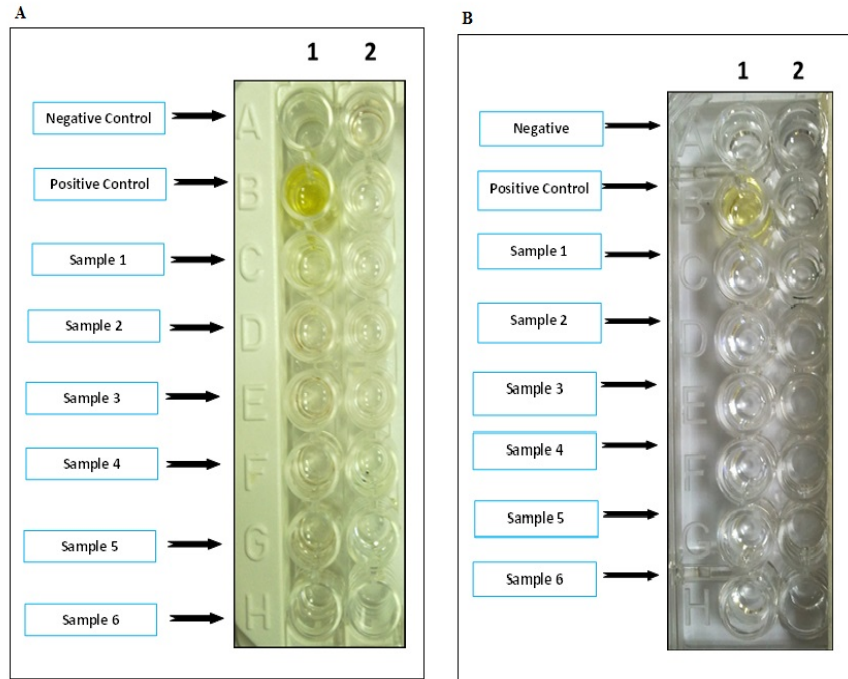 A
1 2
Negative Control
A
Positive Control
B
Sample 1
C
Sample 2
D
Sample 3
E
Sample 4
F
Sample 5
G
Sample 6
H
B
1 2
Negative
A
Positive Control
B
Sample 1
C
Sample 2
D
Sample 3
E
Sample 4
F
Sample 5
G
Sample 6
H